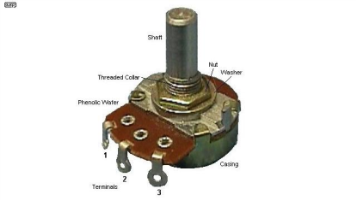 Shaft
Nut
Washer
Threaded Collar
Phenolic Wafer
Casing
1
2
3
Terminals